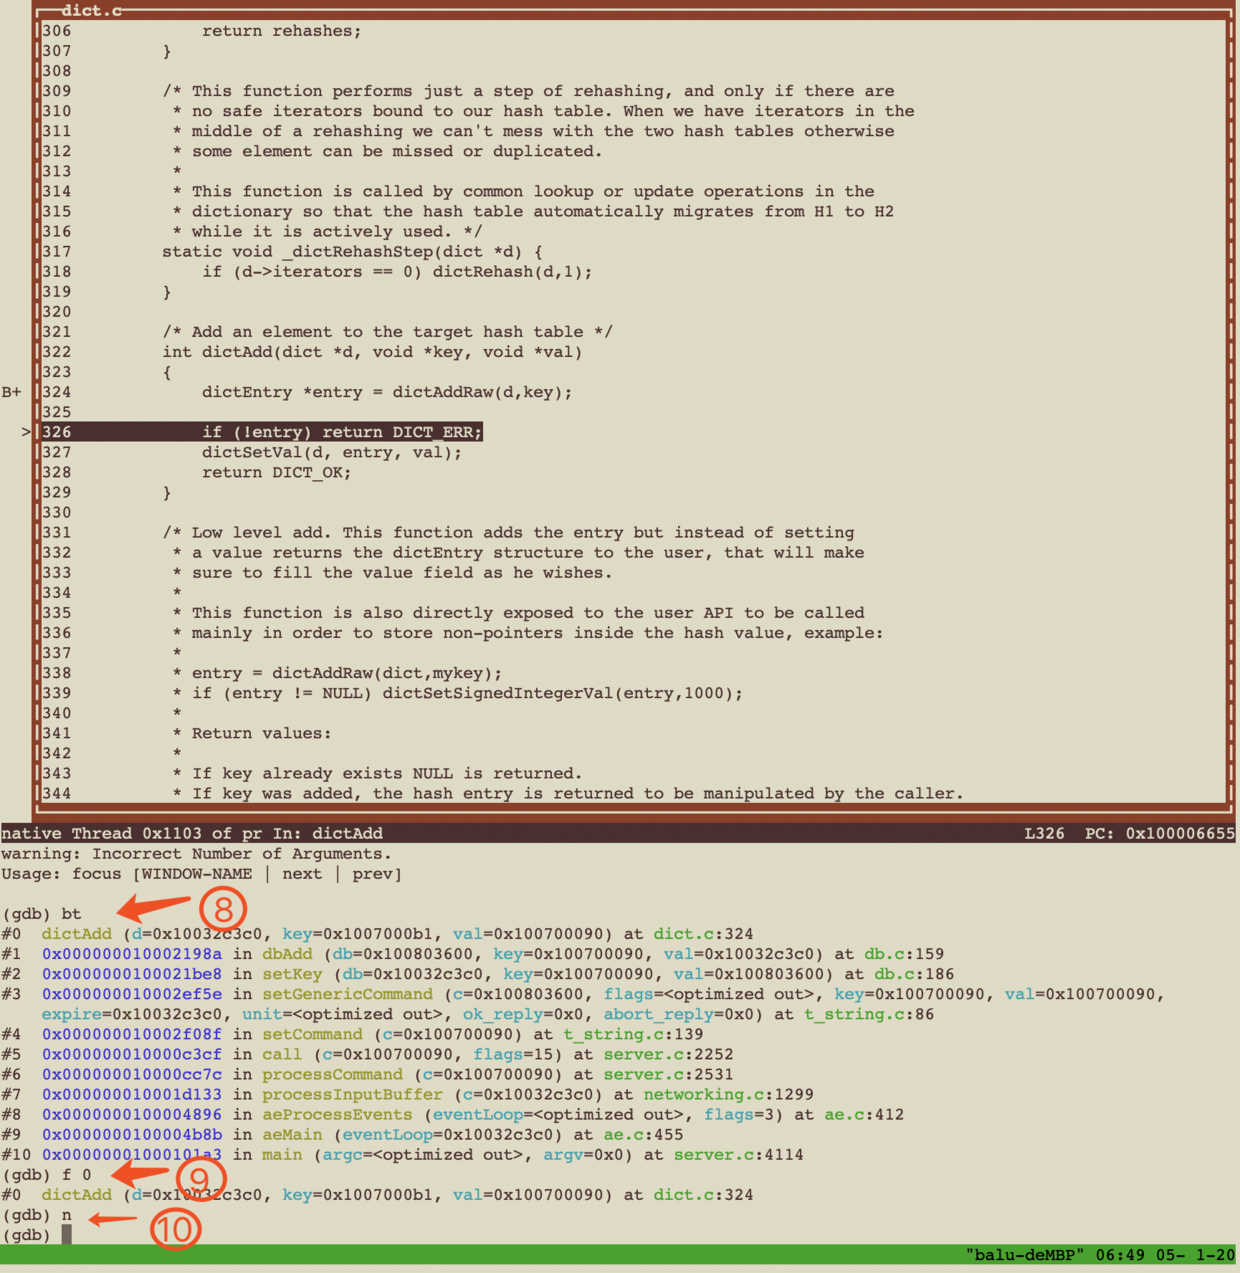 dict.c
306 return rehashes;
307 }
308
309 /* This function performs just a step of rehashing, and only if there are
310 * no safe iterators bound to our hash table. When we have iterators in the
311 * middle of a rehashing we can't mess with the two hash tables otherwise
312 * some element can be missed or duplicated.
313 *
314 * This function is called by common lookup or update operations in the
315 * dictionary so that the hash table automatically migrates from H1 to H2
316 * while it is actively used. */
317 static void _dictRehashStep(dict *d) {
318 if (d->iterators == 0) dictRehash(d,1);
319 }
320
321 /* Add an element to the target hash table */
322 int dictAdd(dict *d, void *key, void *val)
323 {
B+ 324 dictEntry *entry = dictAddRaw(d,key);
325
> 326 if (!entry) return DICT_ERR;
327 dictSetVal(d, entry, val);
328 return DICT_OK;
329 }
330
331 /* Low level add. This function adds the entry but instead of setting
332 * a value returns the dictEntry structure to the user, that will make
333 * sure to fill the value field as he wishes.
334 *
335 * This function is also directly exposed to the user API to be called
336 * mainly in order to store non-pointers inside the hash value, example:
337 *
338 * entry = dictAddRaw(dict,mykey);
339 * if (entry != NULL) dictSetSignedIntegerVal(entry,1000);
340 *
341 * Return values:
342 *
343 * If key already exists NULL is returned.
344 * If key was added, the hash entry is returned to be manipulated by the caller.
native Thread 0x1103 of pr In: dictAdd L326 PC: 0x100006655
warning: Incorrect Number of Arguments.
Usage: focus [WINDOW-NAME | next | prev]
(gdb) bt ⑧
#0 dictAdd (d=0x10032c3c0, key=0x1007000b1, val=0x100700090) at dict.c:324
#1 0x000000010002198a in dbAdd (db=0x100803600, key=0x100700090, val=0x10032c3c0) at db.c:159
#2 0x0000000100021be8 in setKey (db=0x10032c3c0, key=0x100700090, val=0x100803600) at db.c:186
#3 0x000000010002ef5e in setGenericCommand (c=0x100803600, flags=<optimized out>, key=0x100700090, val=0x100700090,
expire=0x10032c3c0, unit=<optimized out>, ok_reply=0x0, abort_reply=0x0) at t_string.c:86
#4 0x000000010002f08f in setCommand (c=0x100700090) at t_string.c:139
#5 0x000000010000c3cf in call (c=0x100700090, flags=15) at server.c:2252
#6 0x000000010000cc7c in processCommand (c=0x100700090) at server.c:2531
#7 0x000000010001d133 in processInputBuffer (c=0x10032c3c0) at networking.c:1299
#8 0x0000000100004896 in aeProcessEvents (eventLoop=<optimized out>, flags=3) at ae.c:412
#9 0x0000000100004b8b in aeMain (eventLoop=0x10032c3c0) at ae.c:455
#10 0x00000001000101a3 in main (argc=<optimized out>, argv=0x0) at server.c:4114
(gdb) f 0 ⑨
#0 dictAdd (d=0x10032c3c0, key=0x1007000b1, val=0x100700090) at dict.c:324
(gdb) n ⑩
(gdb)
"balu-deMBP" 06:49 05- 1-20